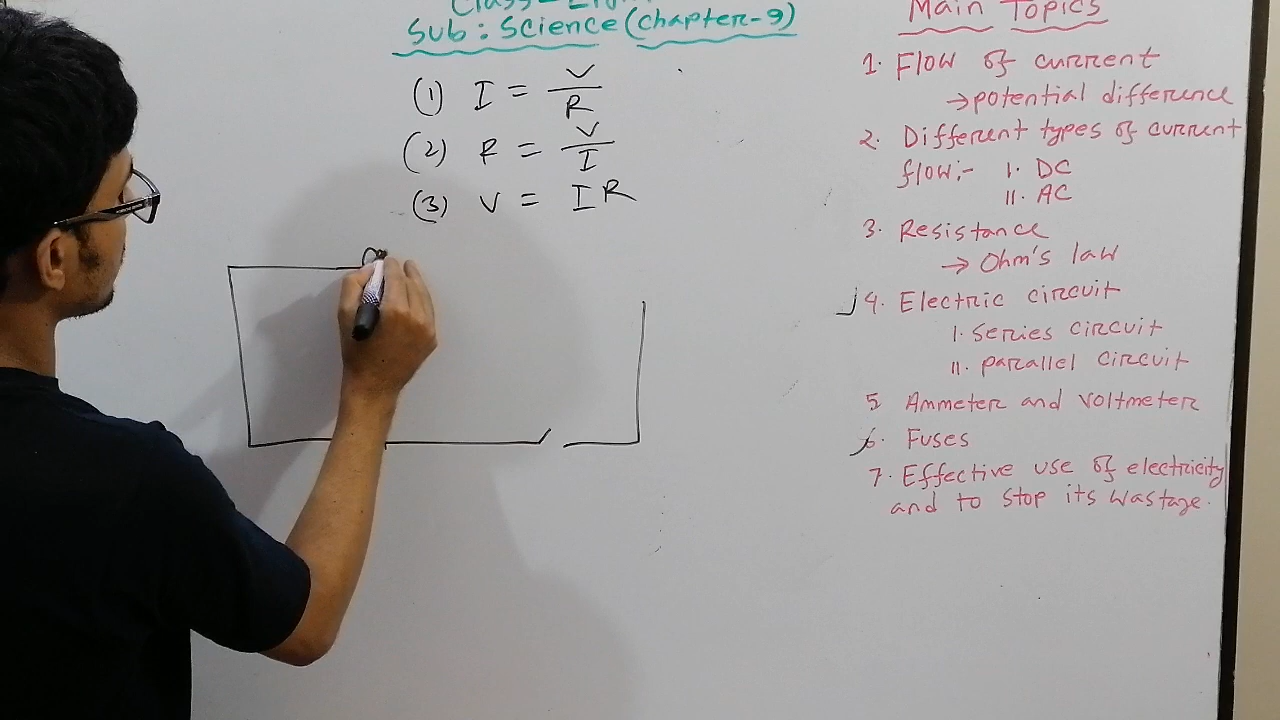 Sub : Science (chapter-9)
(1) I = V/R
(2) R = V/I
(3) V = IR
Main Topics
1. Flow of current
→ potential difference
2. Different types of current
flow:- I. DC
II. AC
3. Resistance
→ Ohm's law
4. Electric circuit
I. Series circuit
II. parallel circuit
5 Ammeter and voltmeter
6. Fuses
7. Effective use of electricity
and to stop its wastage.